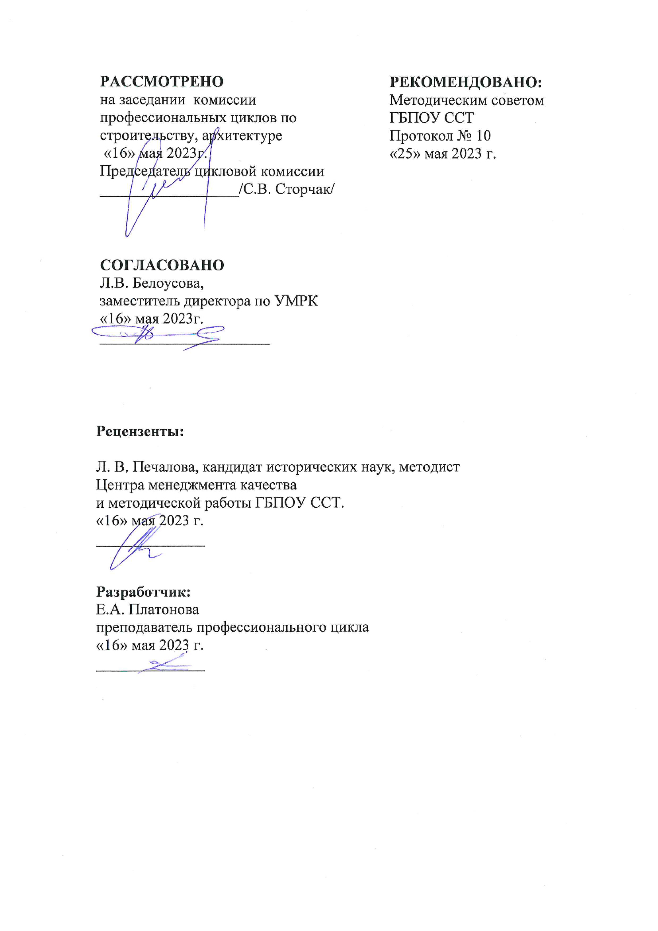 РАССМОТРЕНО
на заседании комиссии
профессиональных циклов по
строительству, архитектуре
«16» мая 2023г.
Председатель цикловой комиссии
__________________/С.В. Сторчак/
РЕКОМЕНДОВАНО:
Методическим советом
ГБПОУ ССТ
Протокол № 10
«25» мая 2023 г.
СОГЛАСОВАНО
Л.В. Белоусова,
заместитель директора по УМРК
«16» мая 2023г.
Рецензенты:
Л. В. Печалова, кандидат исторических наук, методист
Центра менеджмента качества
и методической работы ГБПОУ ССТ.
«16» мая 2023 г.
Разработчик:
Е.А. Платонова
преподаватель профессионального цикла
«16» мая 2023 г.